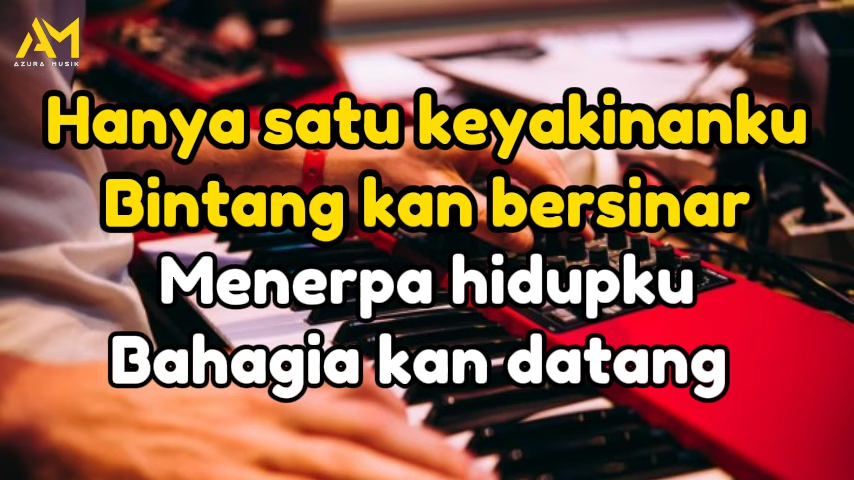 AM
AZURA MUSIK
Hanya satu keyakinanku
Bintang kan bersinar
Menerpa hidupku
Bahagia kan datang